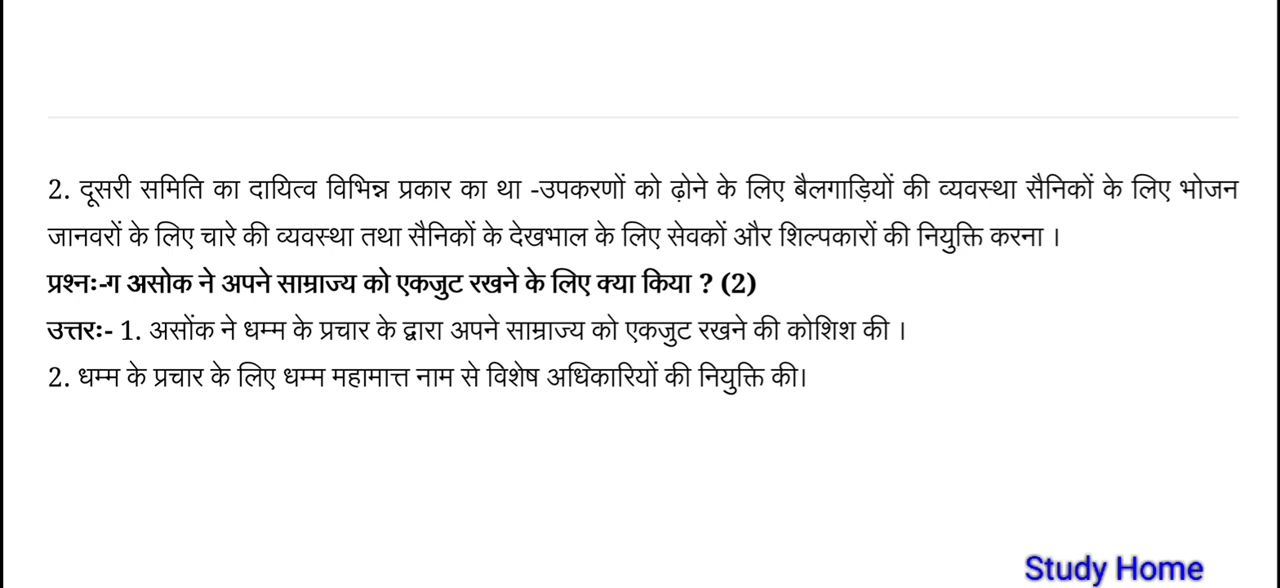 2. दूसरी समिति का दायित्व विभिन्न प्रकार का था -उपकरणों को ढ़ोने के लिए बैलगाड़ियों की व्यवस्था सैनिकों के लिए भोजन
जानवरों के लिए चारे की व्यवस्था तथा सैनिकों के देखभाल के लिए सेवकों और शिल्पकारों की नियुक्ति करना ।
प्रश्नः-ग असोक ने अपने साम्राज्य को एकजुट रखने के लिए क्या किया ? (2)
उत्तरः- 1. असोंक ने धम्म के प्रचार के द्वारा अपने साम्राज्य को एकजुट रखने की कोशिश की ।
2. धम्म के प्रचार के लिए धम्म महामात्त नाम से विशेष अधिकारियों की नियुक्ति की।
Study Home